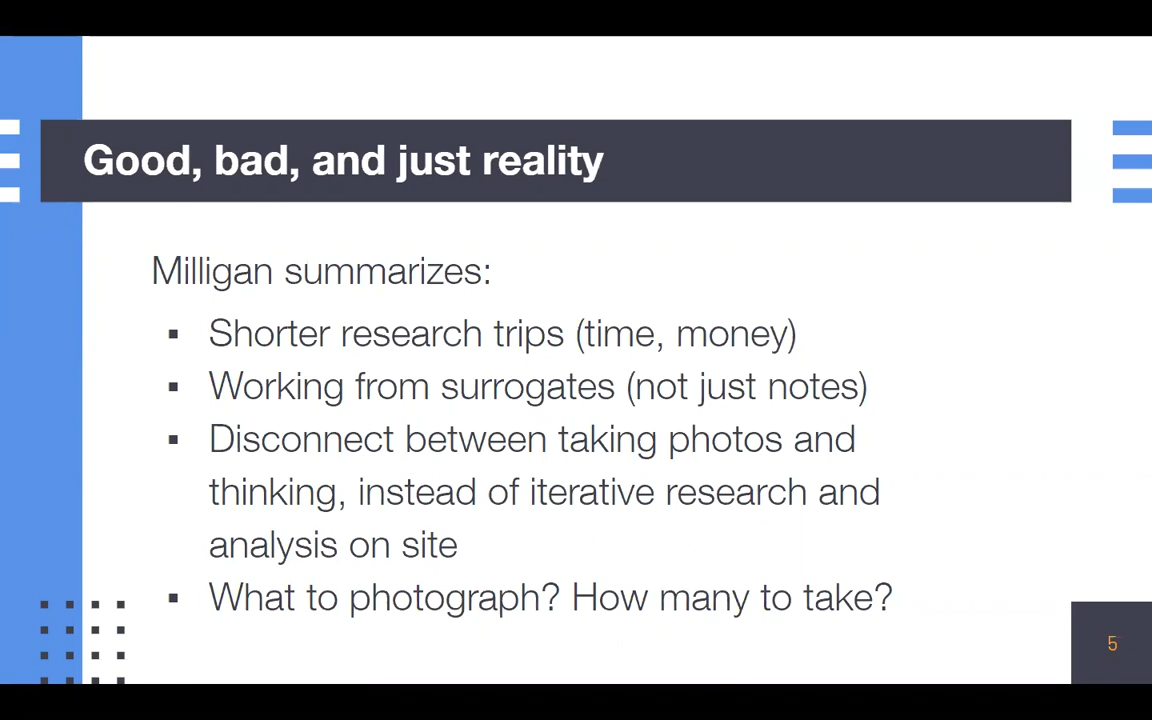 Good, bad, and just reality
Milligan summarizes:
▪ Shorter research trips (time, money)
▪ Working from surrogates (not just notes)
▪ Disconnect between taking photos and
thinking, instead of iterative research and
analysis on site
▪ What to photograph? How many to take?
5